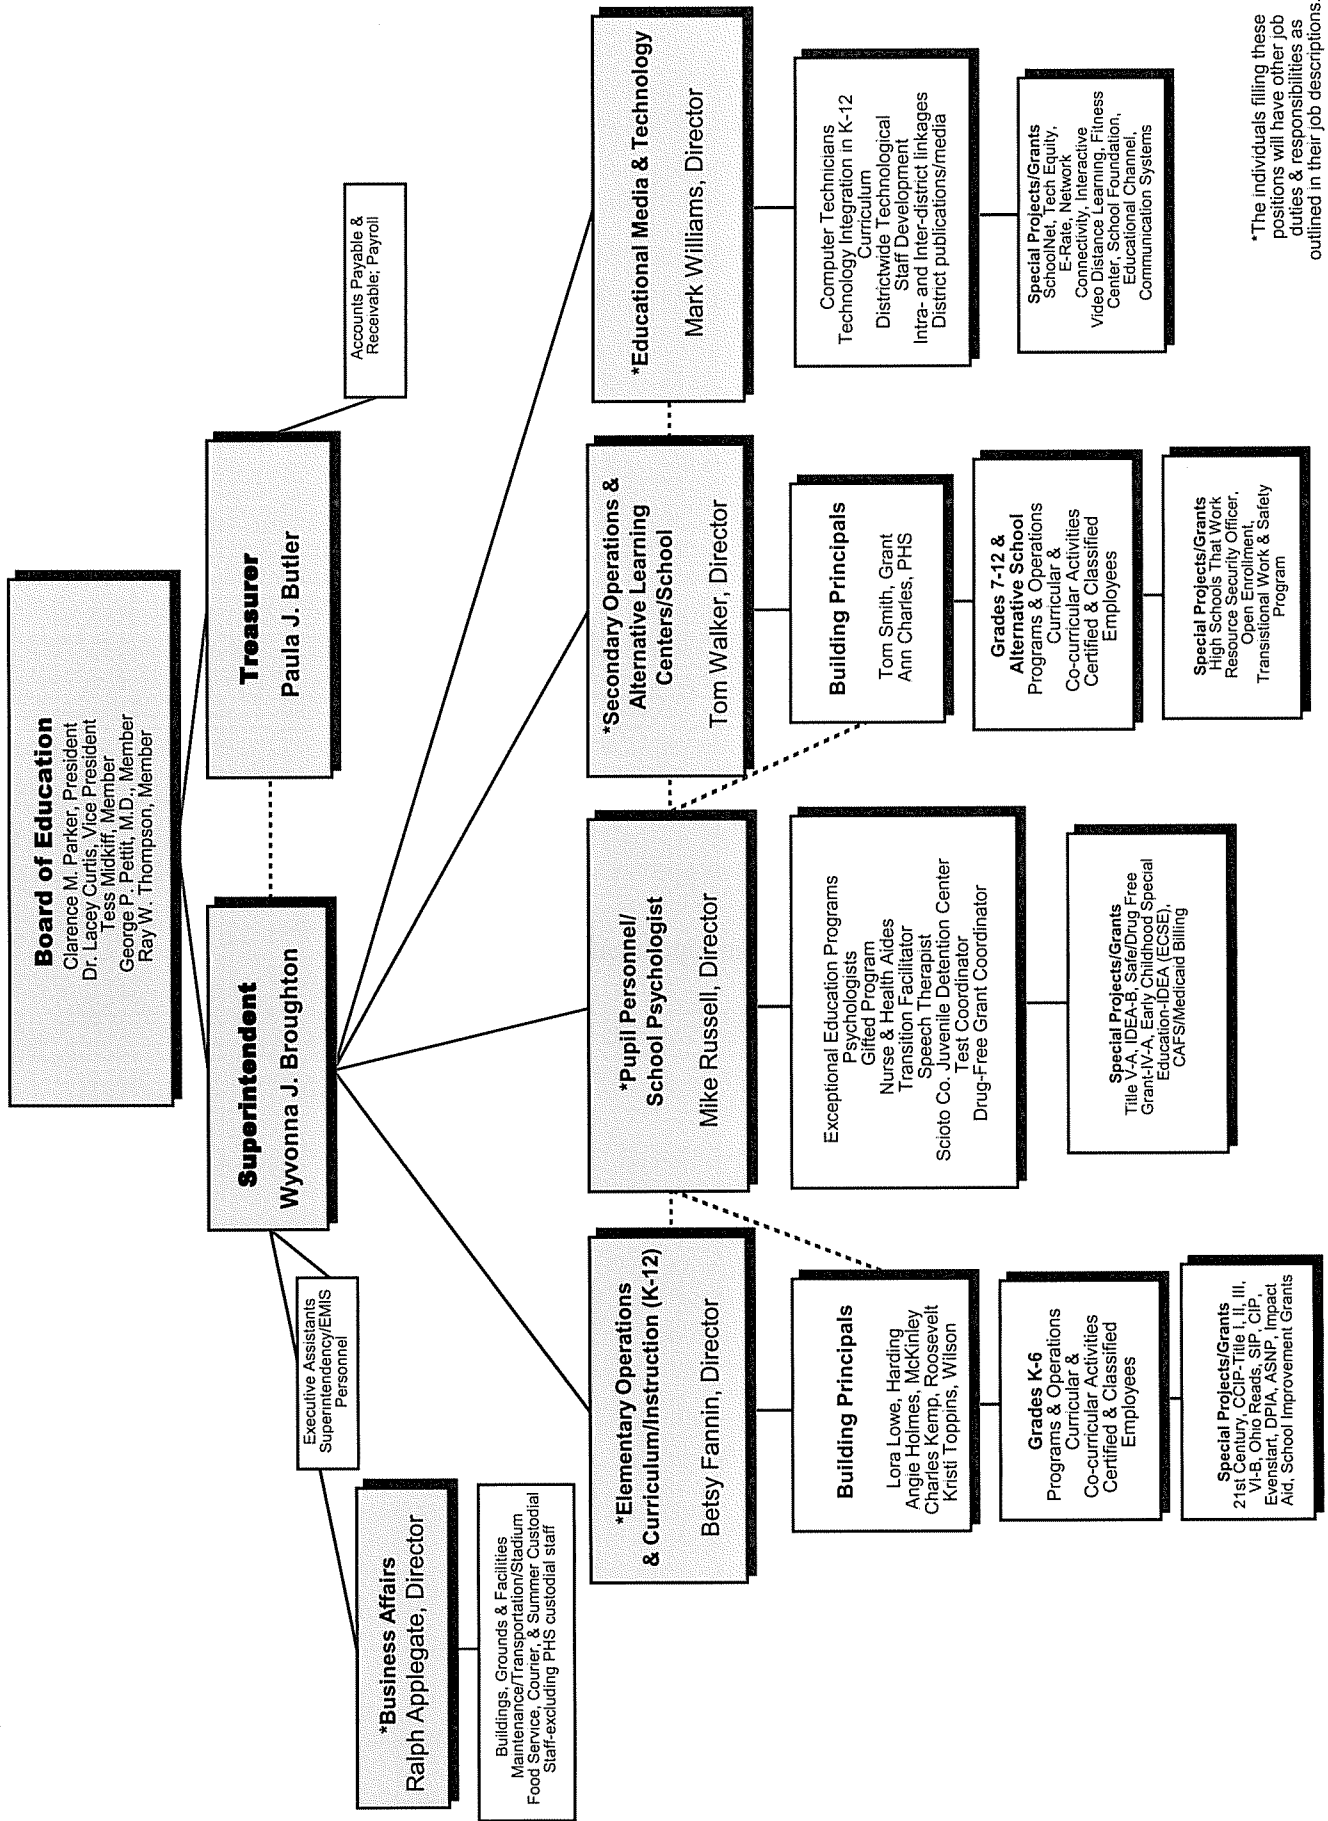 Board of Education
Clarence M. Parker, President
Dr. Lacey Curtis, Vice President
Tess Midkiff, Member
George P. Pettit, M.D., Member
Ray W. Thompson, Member
Superintendent
Wyvonna J. Broughton
Treasurer
Paula J. Butler
Accounts Payable &
Receivable; Payroll
Executive Assistants
Superintendency/EMIS
Personnel
*Business Affairs
Ralph Applegate, Director
Buildings, Grounds & Facilities
Maintenance/Transportation/Stadium
Food Service, Courier, & Summer Custodial
Staff-excluding PHS custodial staff
*Elementary Operations
& Curriculum/Instruction (K-12)
Betsy Fannin, Director
Building Principals
Lora Lowe, Harding
Angie Holmes, McKinley
Charles Kemp, Roosevelt
Kristi Toppins, Wilson
Grades K-6
Programs & Operations
Curricular &
Co-curricular Activities
Certified & Classified
Employees
Special Projects/Grants
21st Century, CCIP-Title I, II, III,
VI-B, Ohio Reads, SIP, CIP,
Evenstart, DPIA, ASNP, Impact
Aid, School Improvement Grants
*Pupil Personnel/
School Psychologist
Mike Russell, Director
Exceptional Education Programs
Psychologists
Gifted Program
Nurse & Health Aides
Transition Facilitator
Speech Therapist
Scioto Co. Juvenile Detention Center
Test Coordinator
Drug-Free Grant Coordinator
Special Projects/Grants
Title V-A, IDEA-B, Safe/Drug Free
Grant-IV-A, Early Childhood Special
Education-IDEA (ECSE),
CAFS/Medicaid Billing
*Secondary Operations &
Alternative Learning
Centers/School
Tom Walker, Director
Building Principals
Tom Smith, Grant
Ann Charles, PHS
Grades 7-12 &
Alternative School
Programs & Operations
Curricular &
Co-curricular Activities
Certified & Classified
Employees
Special Projects/Grants
High Schools That Work
Resource Security Officer,
Open Enrollment,
Transitional Work & Safety
Program
*Educational Media & Technology
Mark Williams, Director
Computer Technicians
Technology Integration in K-12
Curriculum
Districtwide Technological
Staff Development
Intra- and Inter-district linkages
District publications/media
Special Projects/Grants
SchoolNet, Tech Equity,
E-Rate, Network
Connectivity, Interactive
Video Distance Learning, Fitness
Center, School Foundation,
Educational Channel,
Communication Systems
*The individuals filling these
positions will have other job
duties & responsibilities as
outlined in their job descriptions.